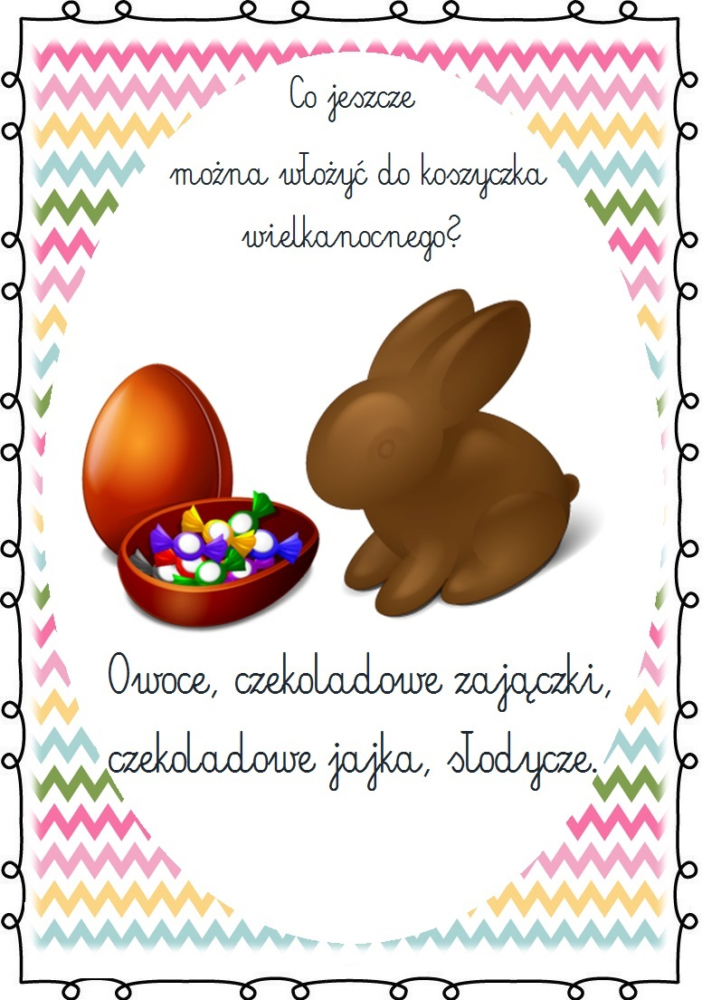 Co jeszcze
można włożyć do koszyczka
wielkanocnego?
Owoce, czekoladowe zajączki,
czekoladowe jajka, słodycze.